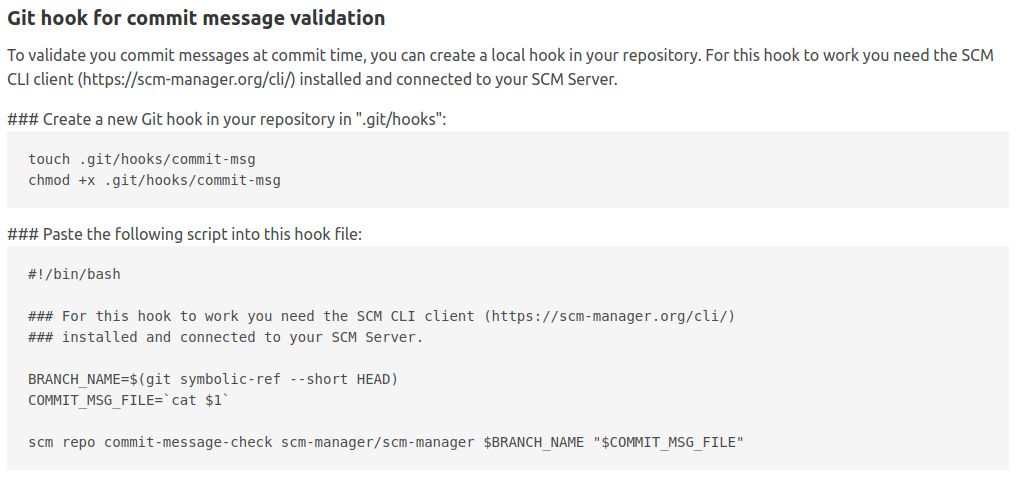 Git hook for commit message validation
To validate you commit messages at commit time, you can create a local hook in your repository. For this hook to work you need the SCM
CLI client (https://scm-manager.org/cli/) installed and connected to your SCM Server.
### Create a new Git hook in your repository in ".git/hooks":
touch .git/hooks/commit-msg
chmod +x .git/hooks/commit-msg
### Paste the following script into this hook file:
#!/bin/bash
### For this hook to work you need the SCM CLI client (https://scm-manager.org/cli/)
### installed and connected to your SCM Server.
BRANCH_NAME=$(git symbolic-ref --short HEAD)
COMMIT_MSG_FILE=`cat $1`
scm repo commit-message-check scm-manager/scm-manager $BRANCH_NAME "$COMMIT_MSG_FILE"